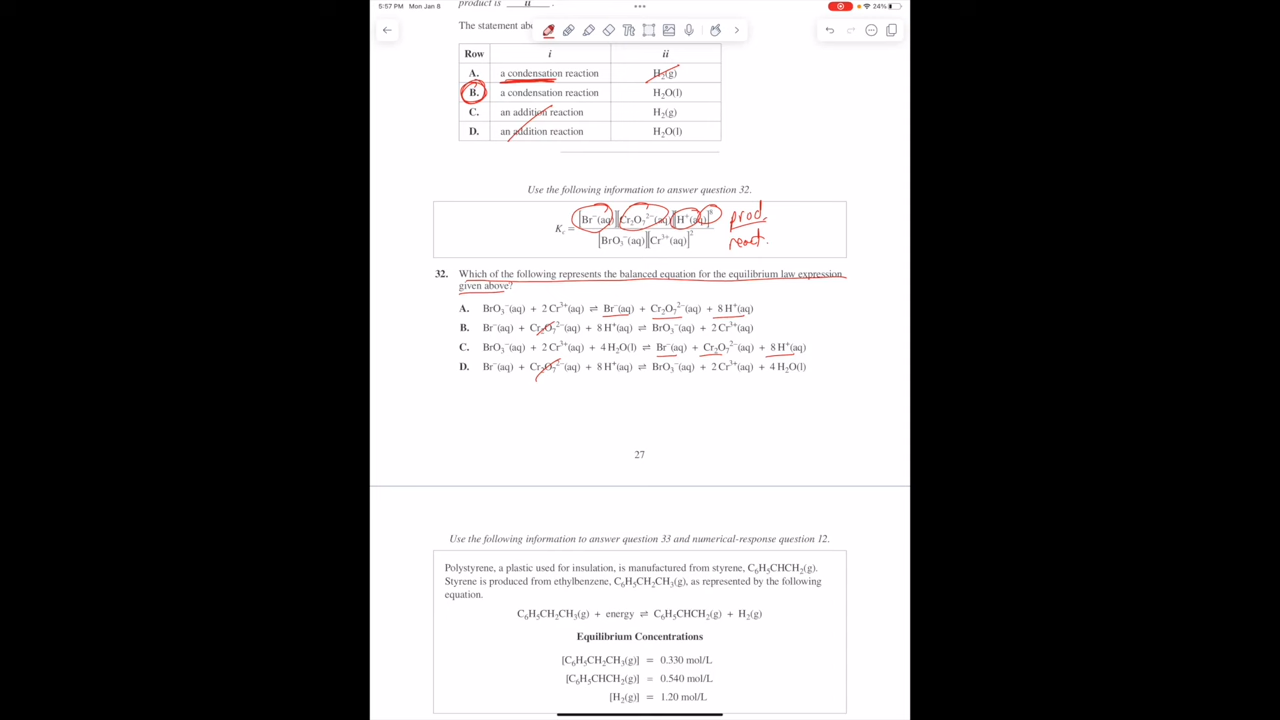 5:57 PM Mon Jan 8
24%
product is ii .
The statement abo
Row i ii
A. a condensation reaction H₂(g)
B. a condensation reaction H₂O(l)
C. an addition reaction H₂(g)
D. an addition reaction H₂O(l)
Use the following information to answer question 32.
K꜀ = [Br⁻(aq)][Cr₂O₇²⁻(aq)][H⁺(aq)]⁸ prod.
[BrO₃⁻(aq)][Cr³⁺(aq)]² react.
32. Which of the following represents the balanced equation for the equilibrium law expression
given above?
A. BrO₃⁻(aq) + 2 Cr³⁺(aq) ⇌ Br⁻(aq) + Cr₂O₇²⁻(aq) + 8 H⁺(aq)
B. Br⁻(aq) + Cr₂O₇²⁻(aq) + 8 H⁺(aq) ⇌ BrO₃⁻(aq) + 2 Cr³⁺(aq)
C. BrO₃⁻(aq) + 2 Cr³⁺(aq) + 4 H₂O(l) ⇌ Br⁻(aq) + Cr₂O₇²⁻(aq) + 8 H⁺(aq)
D. Br⁻(aq) + Cr₂O₇²⁻(aq) + 8 H⁺(aq) ⇌ BrO₃⁻(aq) + 2 Cr³⁺(aq) + 4 H₂O(l)
27
Use the following information to answer question 33 and numerical-response question 12.
Polystyrene, a plastic used for insulation, is manufactured from styrene, C₆H₅CHCH₂(g).
Styrene is produced from ethylbenzene, C₆H₅CH₂CH₃(g), as represented by the following
equation.
C₆H₅CH₂CH₃(g) + energy ⇌ C₆H₅CHCH₂(g) + H₂(g)
Equilibrium Concentrations
[C₆H₅CH₂CH₃(g)] = 0.330 mol/L
[C₆H₅CHCH₂(g)] = 0.540 mol/L
[H₂(g)] = 1.20 mol/L